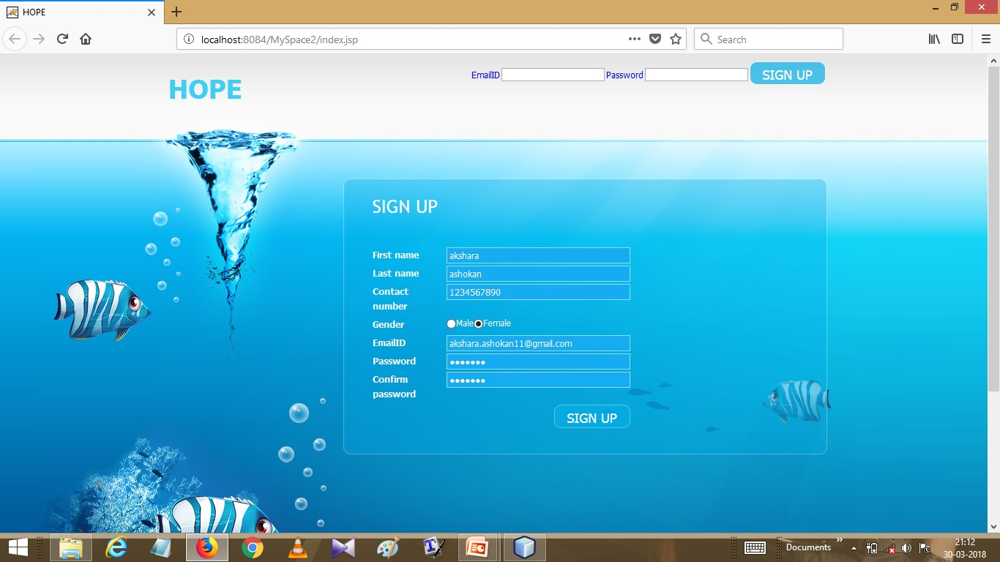 HOPE
localhost:8084/MySpace2/index.jsp
Search
EmailID Password SIGN UP
HOPE
SIGN UP
First name akshara
Last name ashokan
Contact number 1234567890
Gender Male Female
EmailID akshara.ashokan11@gmail.com
Password •••••••
Confirm password •••••••
SIGN UP
Documents
21:12
30-03-2018